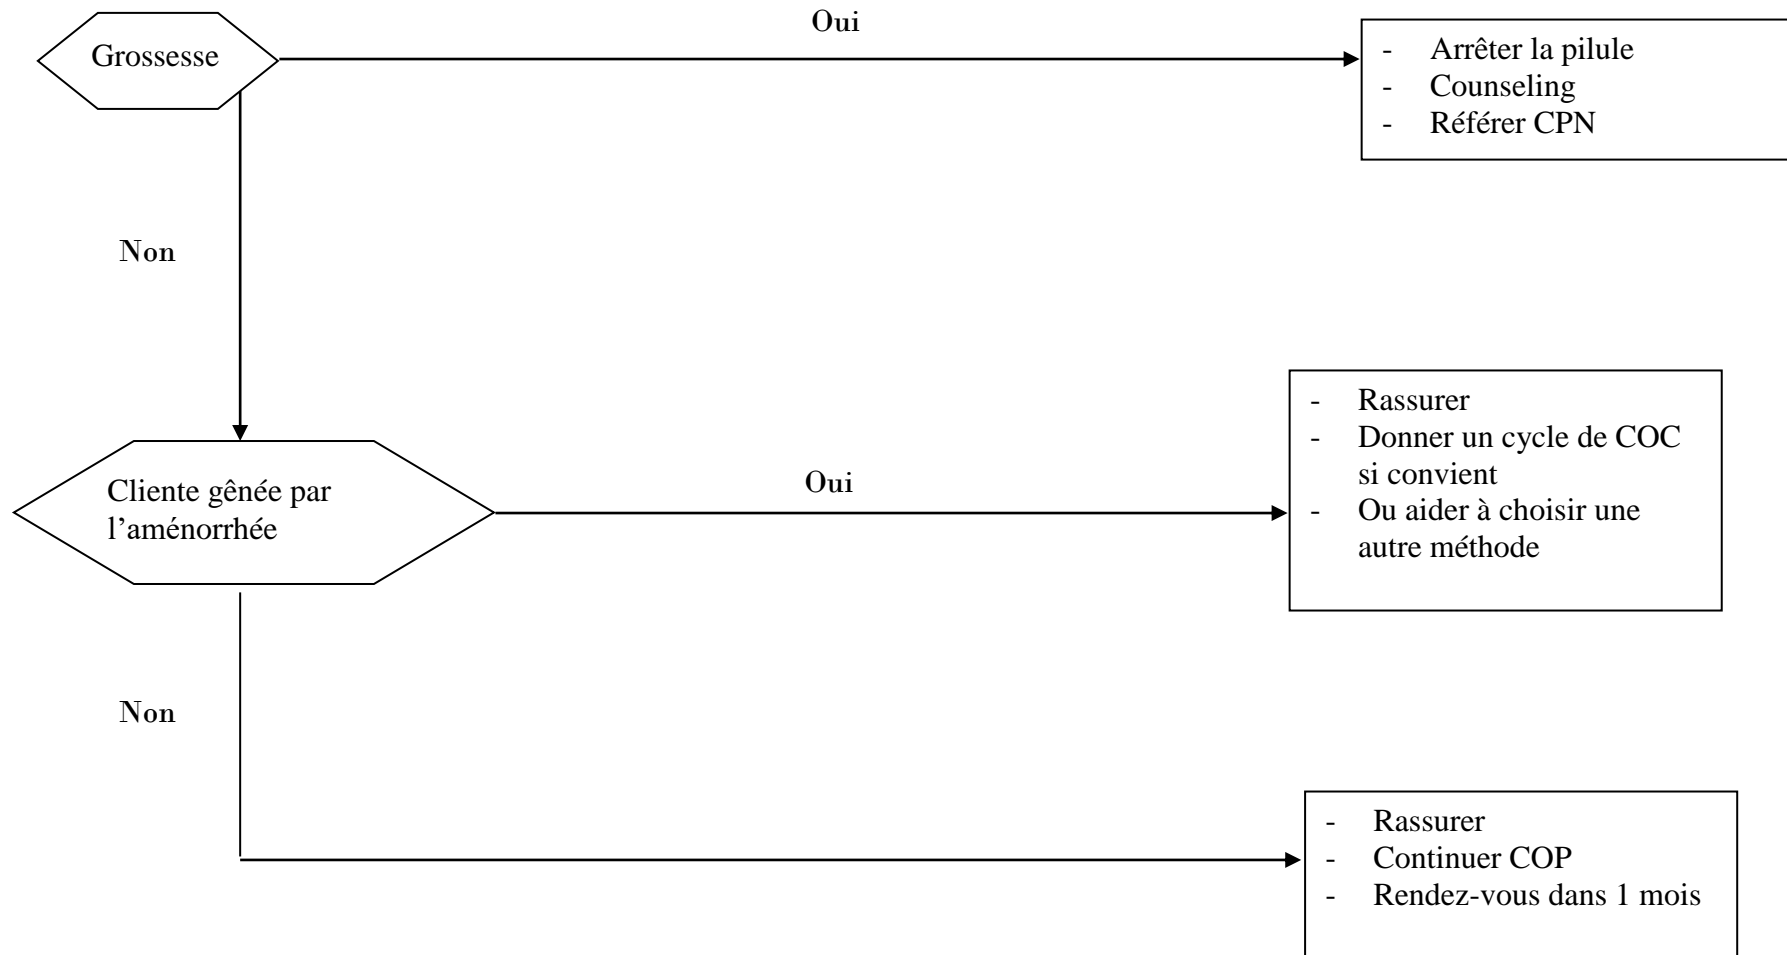 Oui
Grossesse
- Arrêter la pilule
- Counseling
- Référer CPN
Non
Cliente gênée par
l’aménorrhée
Oui
- Rassurer
- Donner un cycle de COC
si convient
- Ou aider à choisir une
autre méthode
Non
- Rassurer
- Continuer COP
- Rendez-vous dans 1 mois